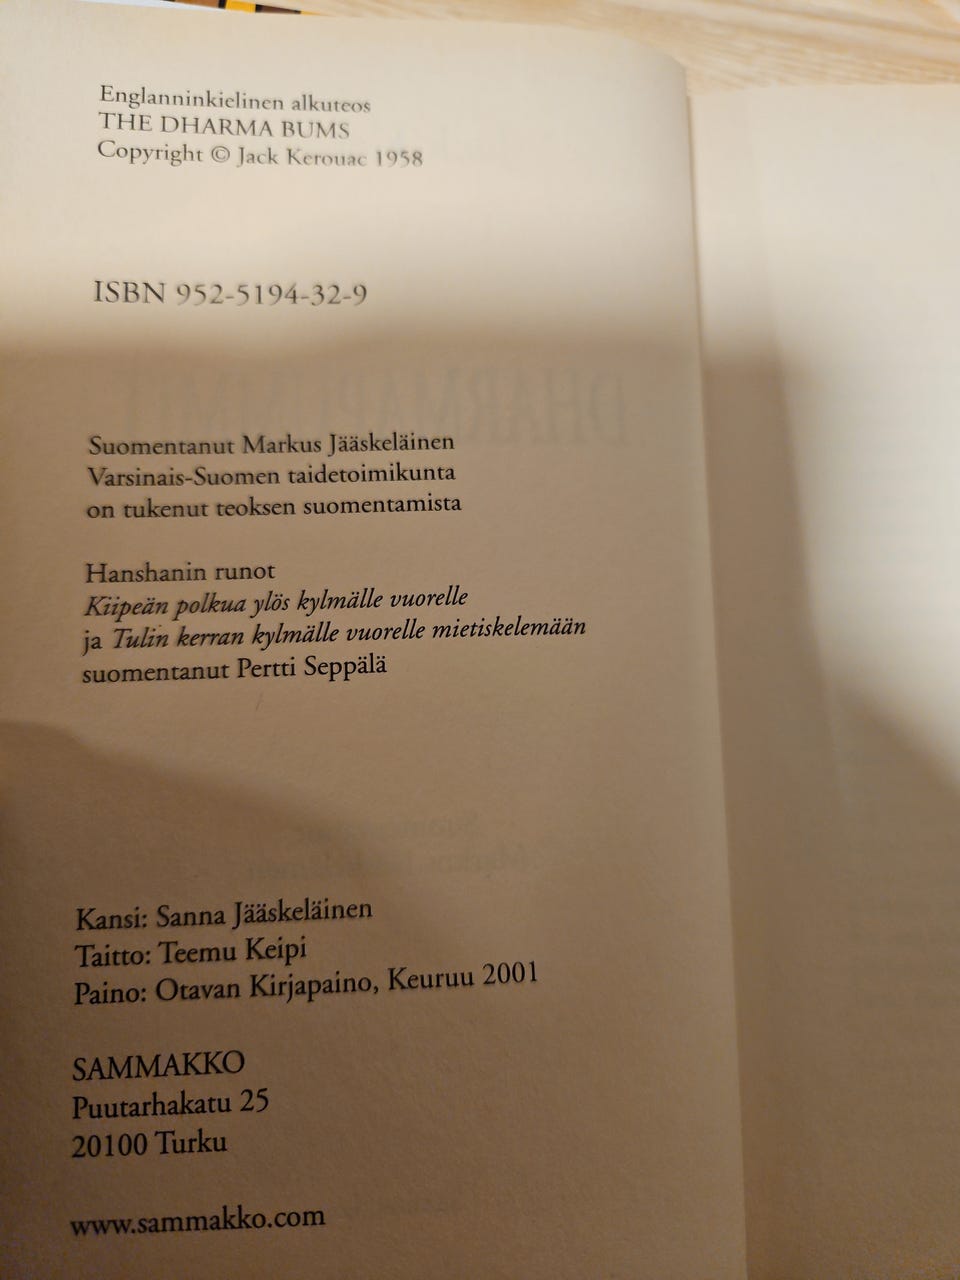 Englanninkielinen alkuteos
THE DHARMA BUMS
Copyright © Jack Kerouac 1958
ISBN 952-5194-32-9
Suomentanut Markus Jääskeläinen
Varsinais-Suomen taidetoimikunta
on tukenut teoksen suomentamista
Hanshanin runot
Kiipeän polkua ylös kylmälle vuorelle
ja Tulin kerran kylmälle vuorelle mietiskelemään
suomentanut Pertti Seppälä
Kansi: Sanna Jääskeläinen
Taitto: Teemu Keipi
Paino: Otavan Kirjapaino, Keuruu 2001
SAMMAKKO
Puutarhakatu 25
20100 Turku
www.sammakko.com